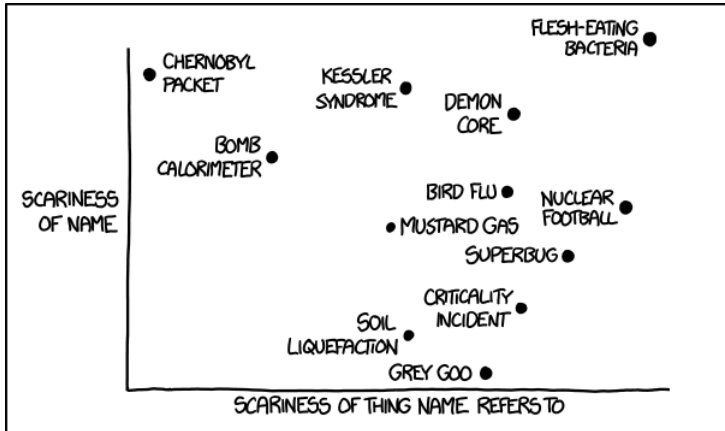 FLESH-EATING
BACTERIA
CHERNOBYL
PACKET
KESSLER
SYNDROME
DEMON
CORE
BOMB
CALORIMETER
BIRD FLU
NUCLEAR
FOOTBALL
SCARINESS
OF NAME
MUSTARD GAS
SUPERBUG
CRITICALITY
INCIDENT
SOIL
LIQUEFACTION
GREY GOO
SCARINESS OF THING NAME REFERS TO